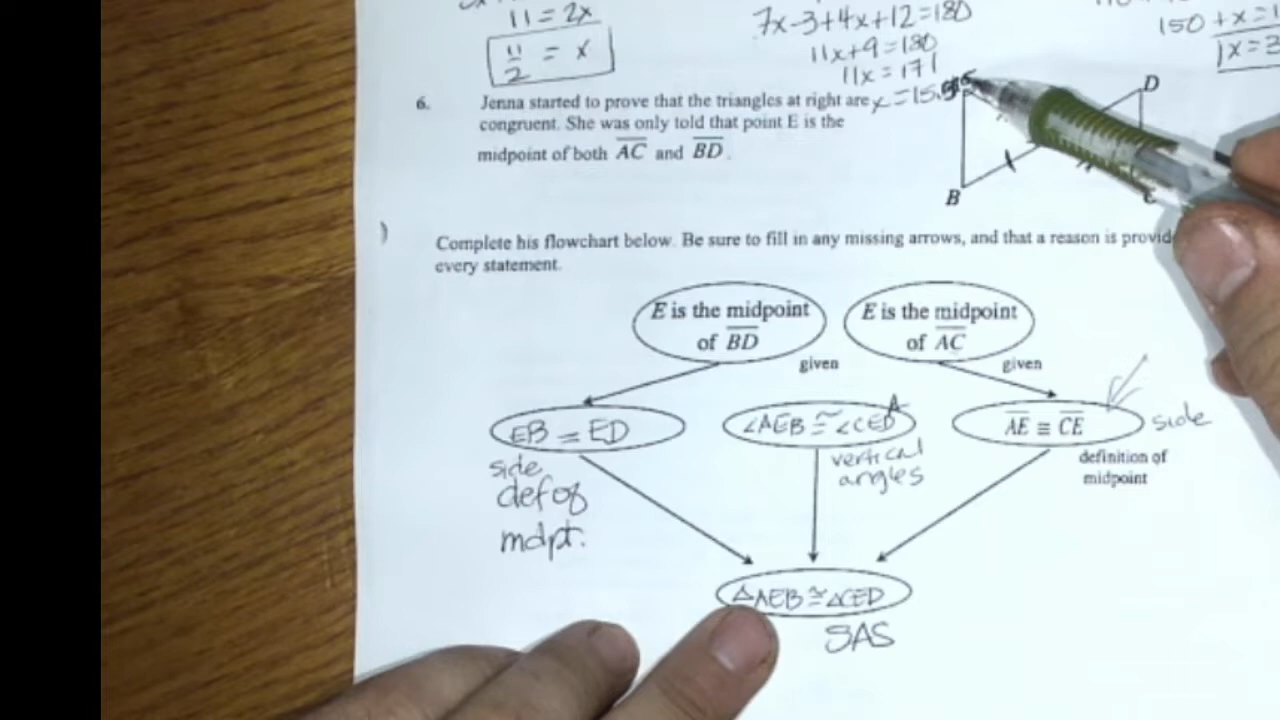 11 = 2x
11/2 = x
7x-3+4x+12=180
11x+9=180
11x=171
150 + x = 1
x = 3
6. Jenna started to prove that the triangles at right are
congruent. She was only told that point E is the
midpoint of both AC and BD.
D
B
Complete his flowchart below. Be sure to fill in any missing arrows, and that a reason is provid
every statement.
E is the midpoint
of BD
given
E is the midpoint
of AC
given
EB = ED
side
def of
mdpt.
∠AEB ≅ ∠CED
A
vertical
angles
AE ≅ CE
side
definition of
midpoint
△AEB ≅ △CED
SAS